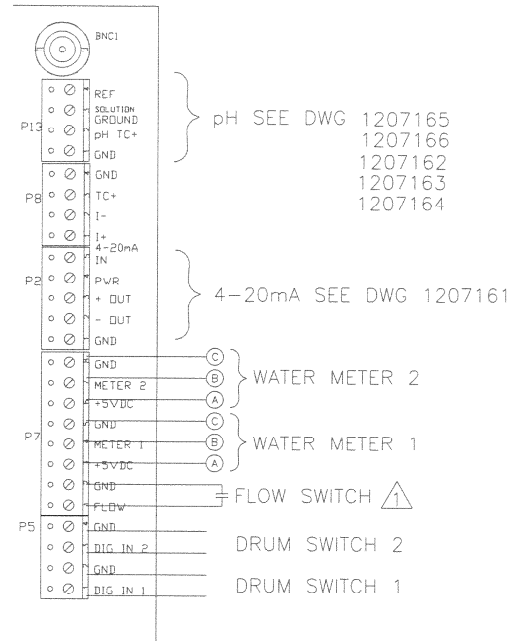 BNC1
P13
REF
SOLUTION
GROUND
pH TC+
GND
pH SEE DWG 1207165
1207166
1207162
1207163
1207164
P8
GND
TC+
I-
I+
P2
4-20mA
IN
PWR
+ OUT
- OUT
GND
4-20mA SEE DWG 1207161
P7
GND C
METER 2 B
+5VDC A
WATER METER 2
GND C
METER 1 B
+5VDC A
WATER METER 1
GND
FLOW
FLOW SWITCH 1
P5
GND
DIG IN 2
DRUM SWITCH 2
GND
DIG IN 1
DRUM SWITCH 1